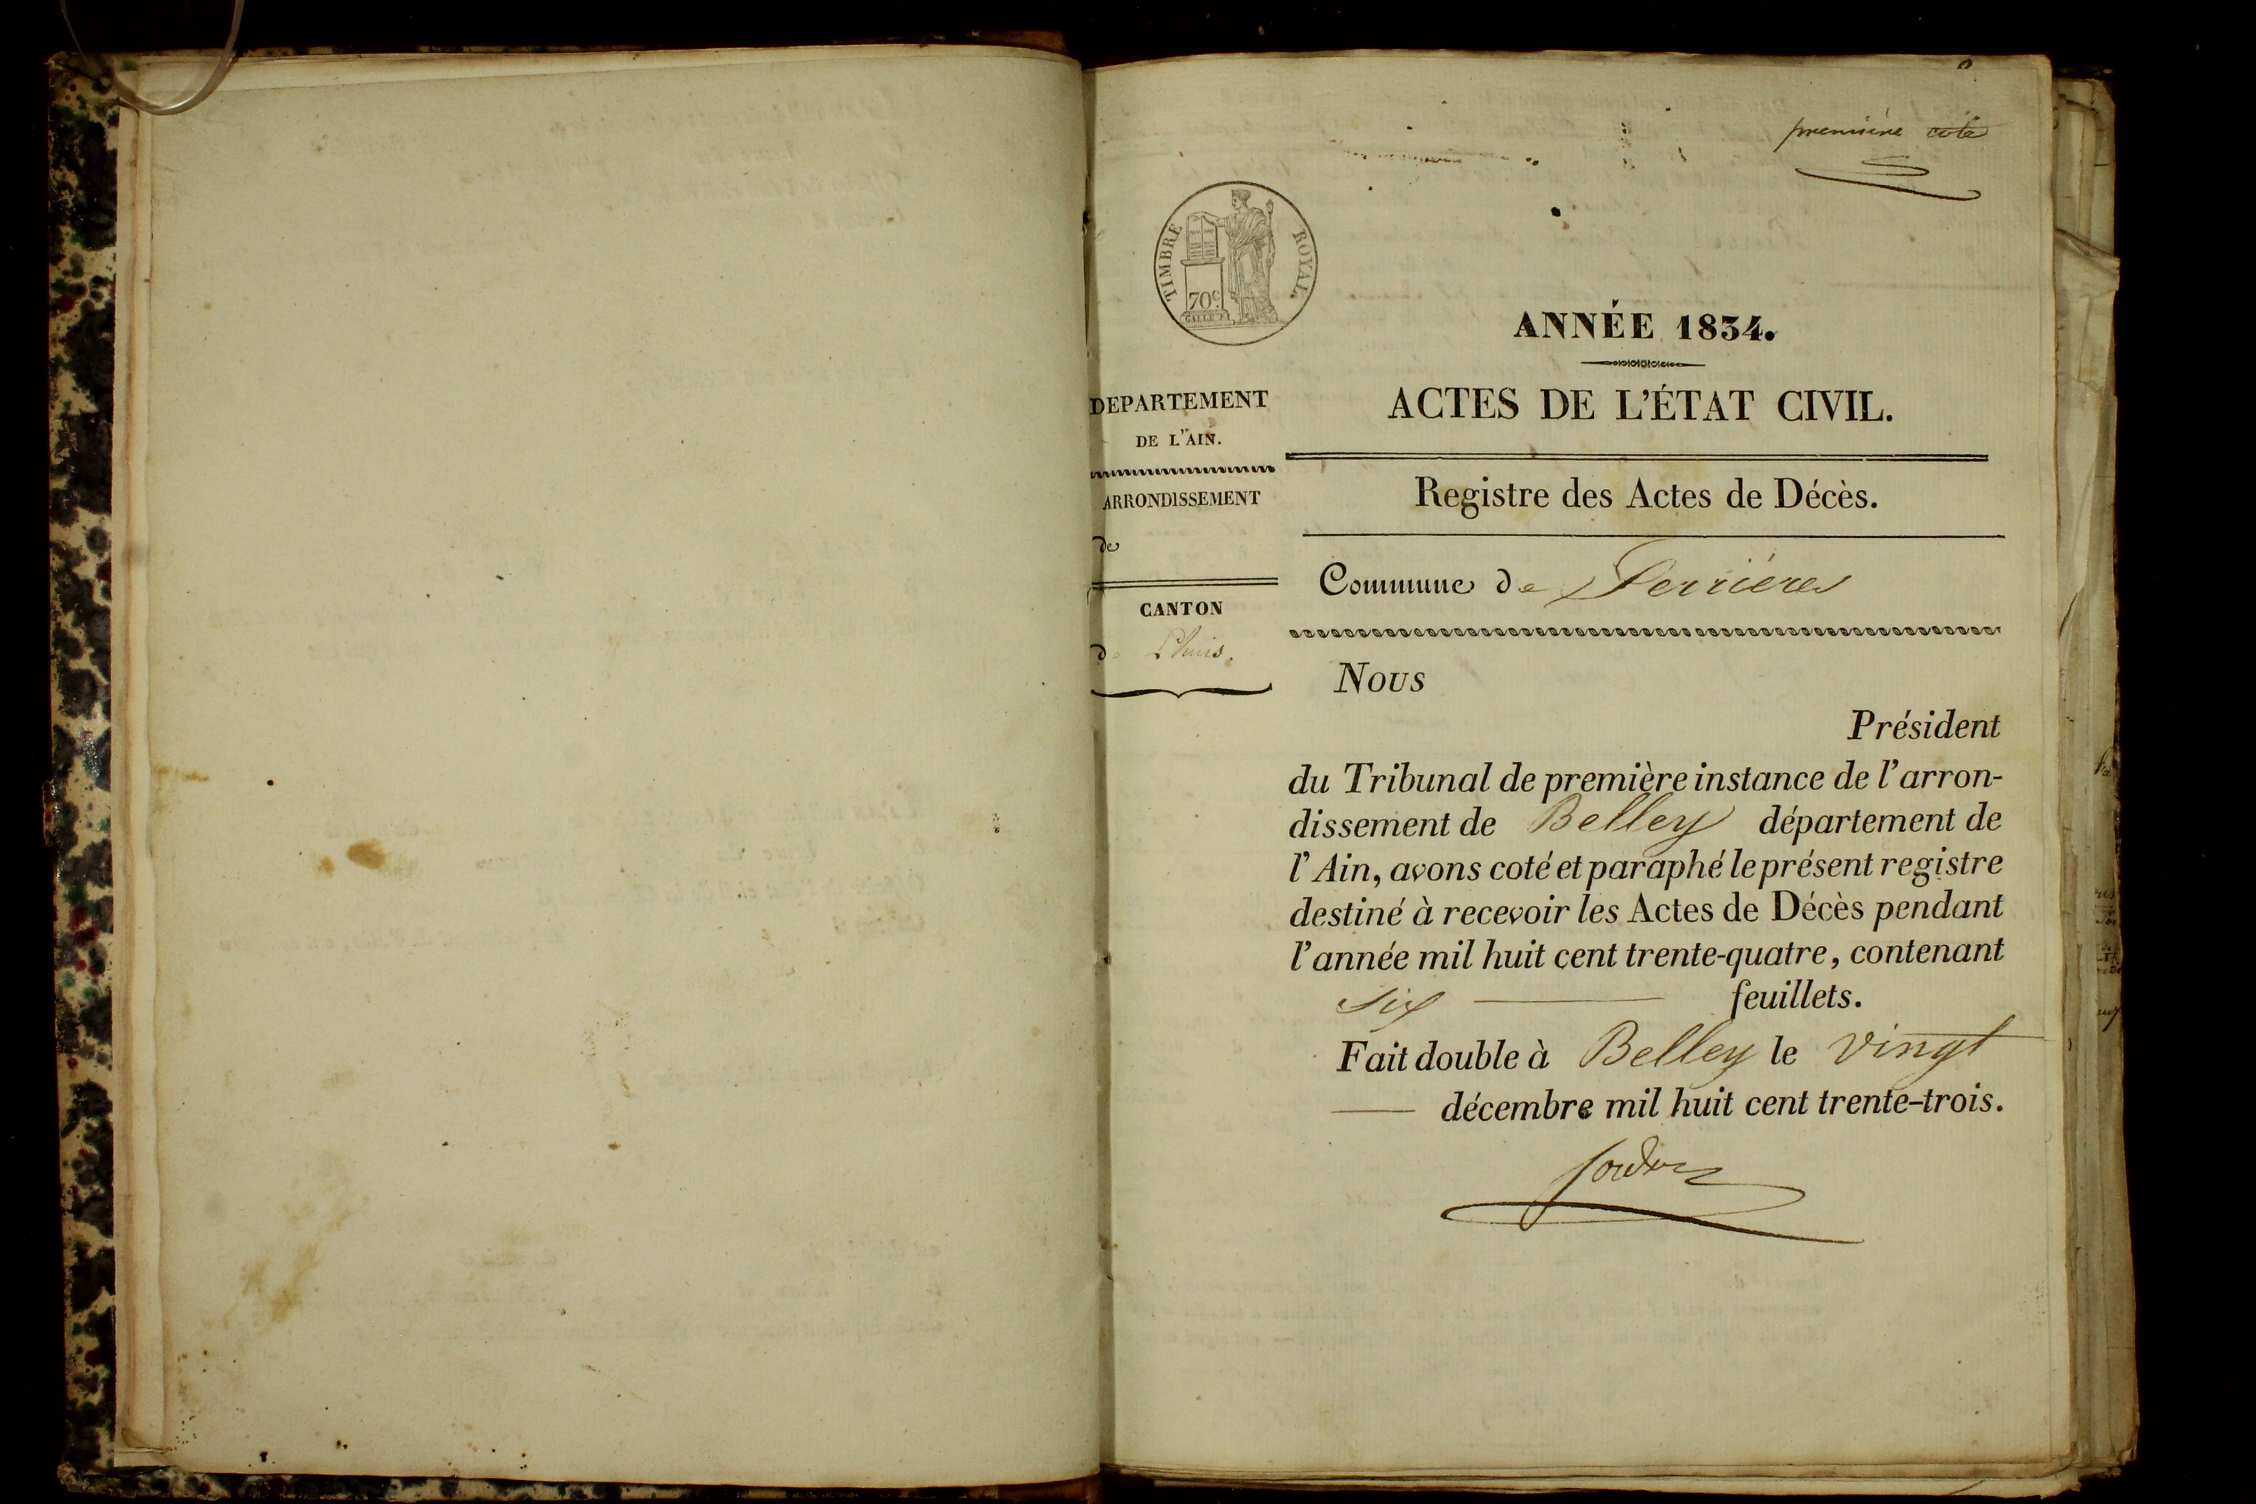 première cote
TIMBRE ROYAL.
70c
ANNÉE 1834.
ACTES DE L'ÉTAT CIVIL.
DEPARTEMENT
DE L'AIN.
Registre des Actes de Décès.
ARRONDISSEMENT
de
Commune de Serrières
CANTON
de Lhuis.
Nous
Président
du Tribunal de première instance de l'arron-
dissement de Belley département de
l'Ain, avons coté et paraphé le présent registre
destiné à recevoir les Actes de Décès pendant
l'année mil huit cent trente-quatre, contenant
six feuillets.
Fait double à Belley le vingt
décembre mil huit cent trente-trois.